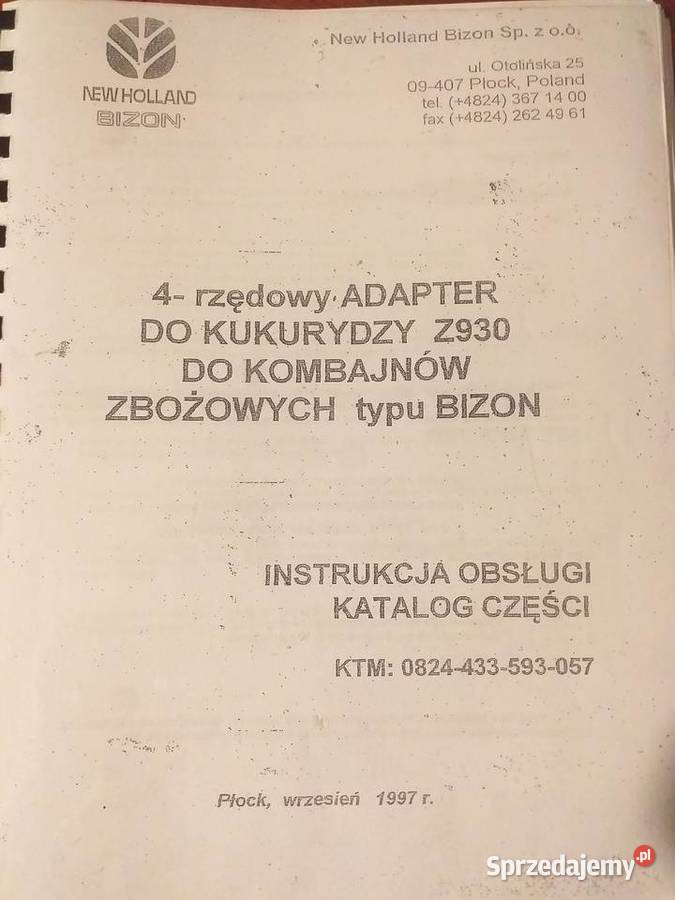 NEW HOLLAND
BIZON
New Holland Bizon Sp. z o.o.
ul. Otolińska 25
09-407 Płock, Poland
tel. (+4824) 367 14 00
fax (+4824) 262 49 61
4- rzędowy ADAPTER
DO KUKURYDZY Z930
DO KOMBAJNÓW
ZBOŻOWYCH typu BIZON
INSTRUKCJA OBSŁUGI
KATALOG CZĘŚCI
KTM: 0824-433-593-057
Płock, wrzesień 1997 r.
Sprzedajemy.pl